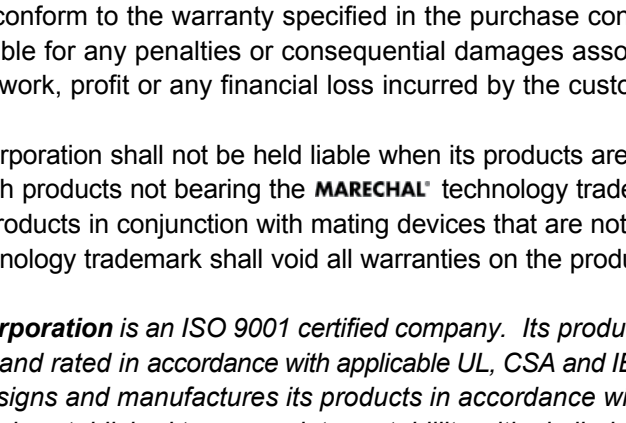 conform to the warranty specified in the purchase con
ble for any penalties or consequential damages asso
work, profit or any financial loss incurred by the custo
rporation shall not be held liable when its products are
h products not bearing the MARECHAL® technology trade
roducts in conjunction with mating devices that are not
nology trademark shall void all warranties on the produ
rporation is an ISO 9001 certified company. Its produ
and rated in accordance with applicable UL, CSA and IE
signs and manufactures its products in accordance wi